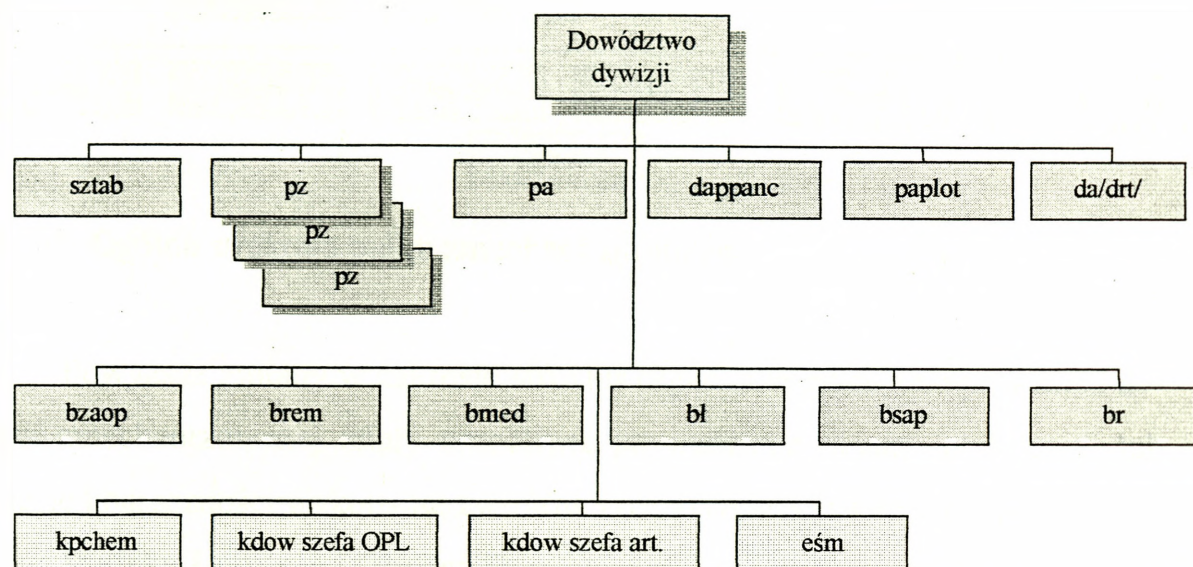 Dowództwo
dywizji
sztab
pz
pa
dappanc
paplot
da/drt/
pz
pz
bzaop
brem
bmed
bł
bsap
br
kpchem
kdow szefa OPL
kdow szefa art.
eśm